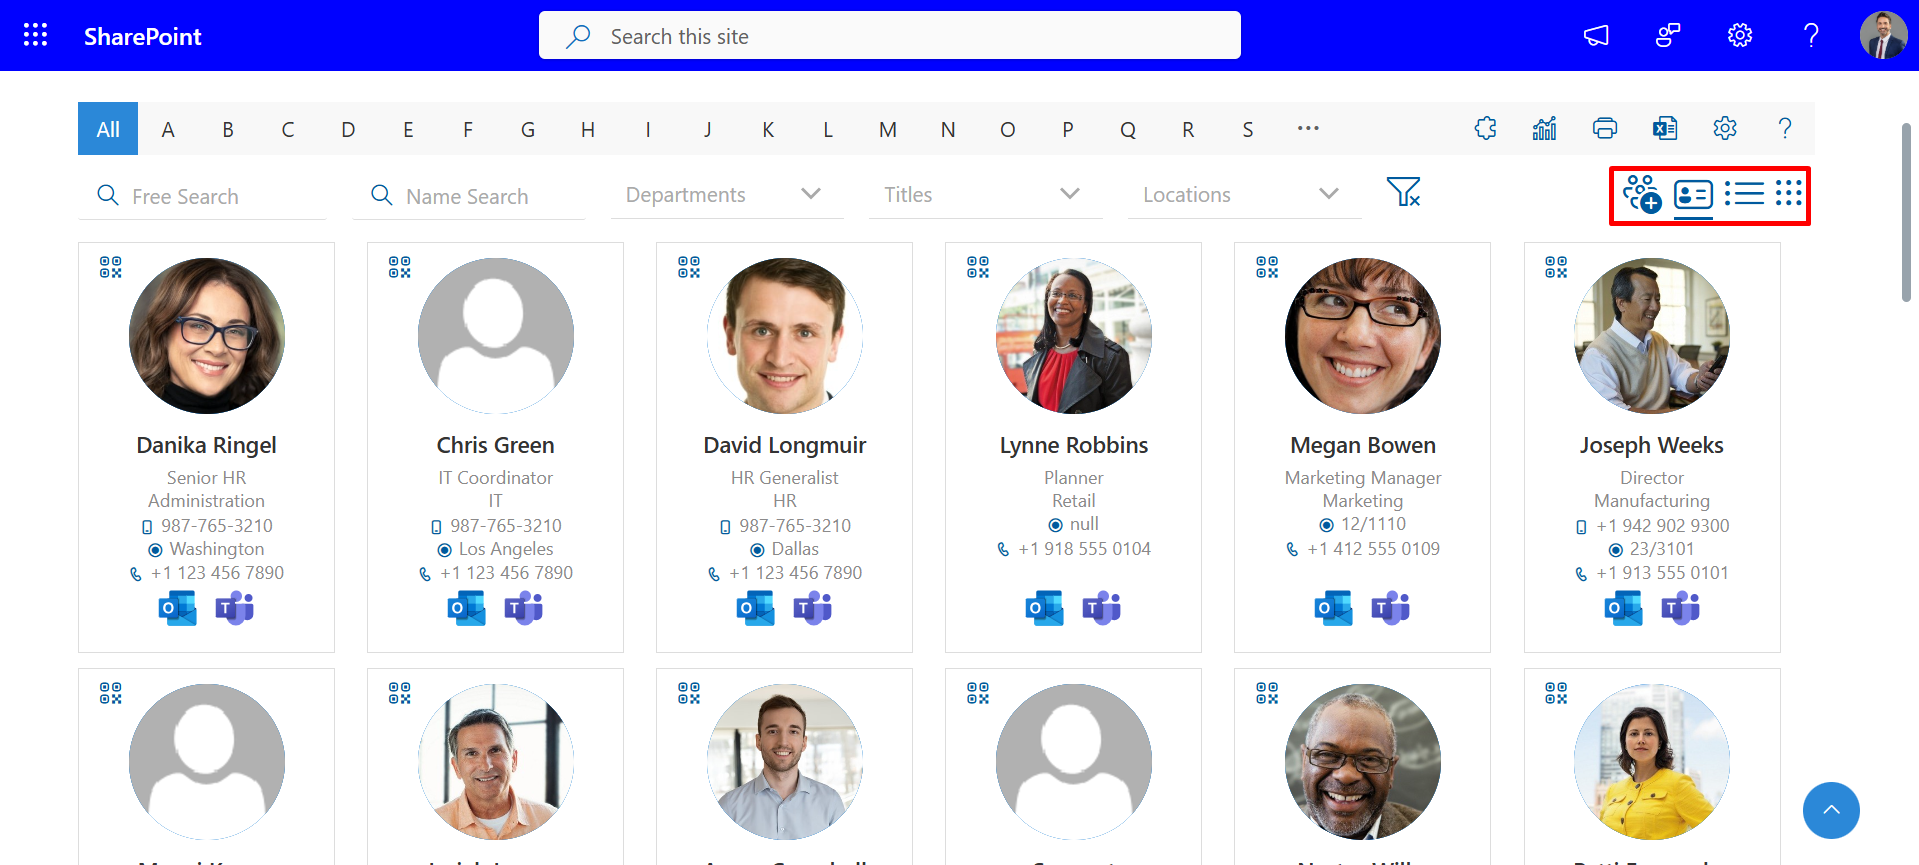 SharePoint
Search this site
All A B C D E F G H I J K L M N O P Q R S ...
Free Search
Name Search
Departments
Titles
Locations
Danika Ringel
Senior HR
Administration
987-765-3210
Washington
+1 123 456 7890
Chris Green
IT Coordinator
IT
987-765-3210
Los Angeles
+1 123 456 7890
David Longmuir
HR Generalist
HR
987-765-3210
Dallas
+1 123 456 7890
Lynne Robbins
Planner
Retail
null
+1 918 555 0104
Megan Bowen
Marketing Manager
Marketing
12/1110
+1 412 555 0109
Joseph Weeks
Director
Manufacturing
+1 942 902 9300
23/3101
+1 913 555 0101